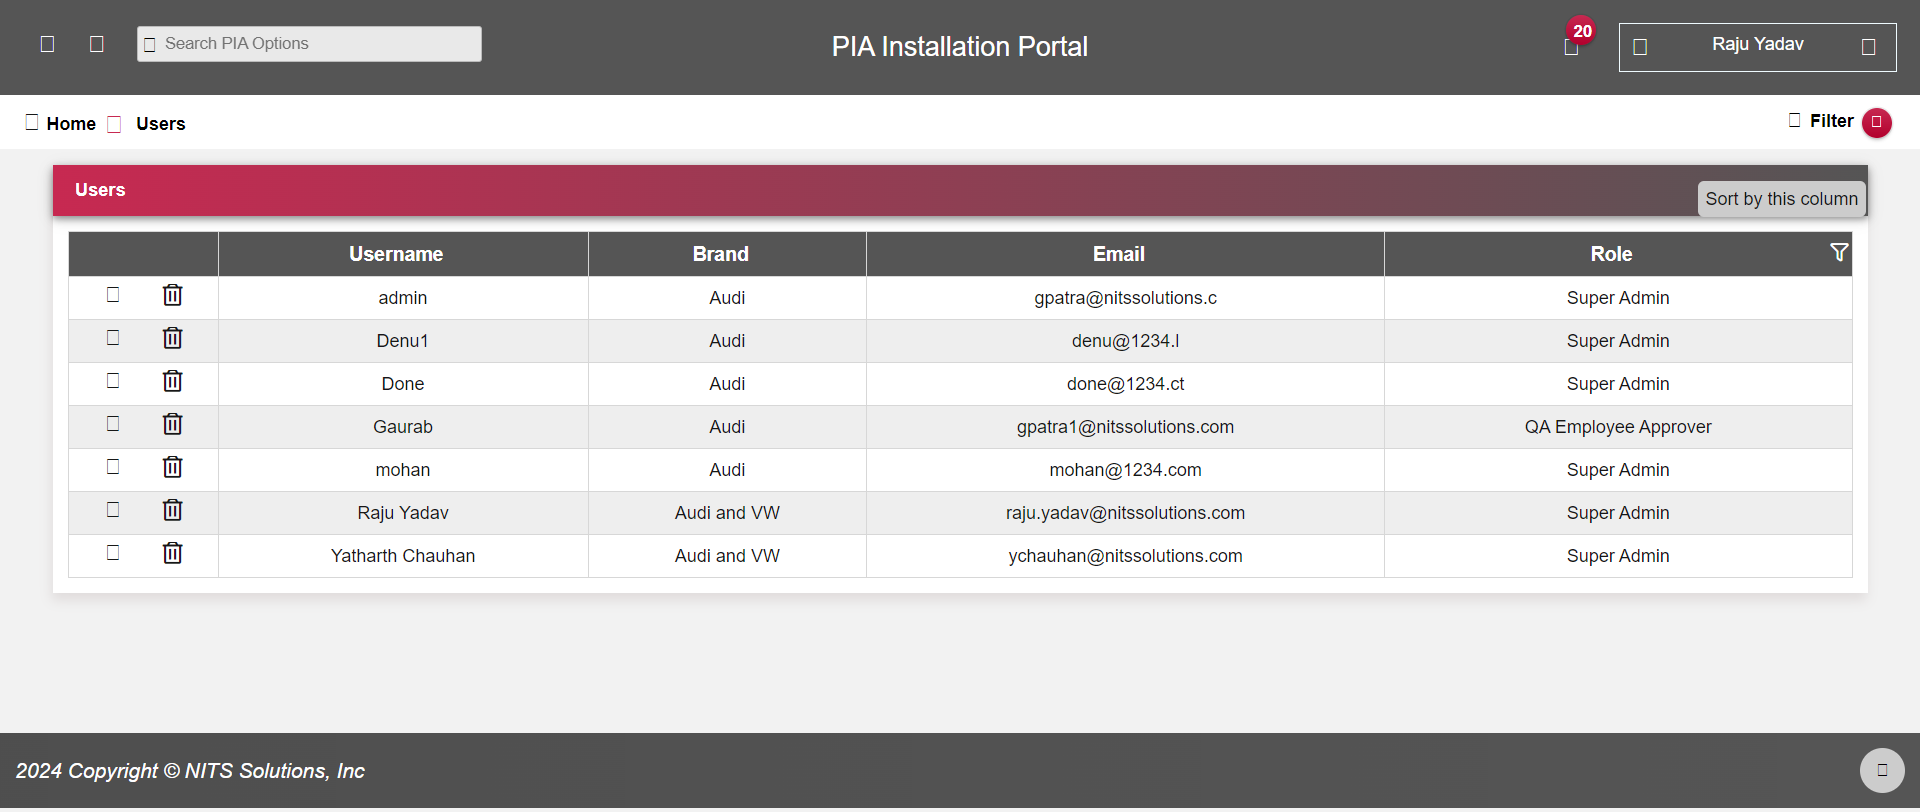 Search PIA Options
PIA Installation Portal
20
Raju Yadav
Home Users
Filter
Users
Sort by this column
Username Brand Email Role
admin Audi gpatra@nitssolutions.c Super Admin
Denu1 Audi denu@1234.l Super Admin
Done Audi done@1234.ct Super Admin
Gaurab Audi gpatra1@nitssolutions.com QA Employee Approver
mohan Audi mohan@1234.com Super Admin
Raju Yadav Audi and VW raju.yadav@nitssolutions.com Super Admin
Yatharth Chauhan Audi and VW ychauhan@nitssolutions.com Super Admin
2024 Copyright © NITS Solutions, Inc